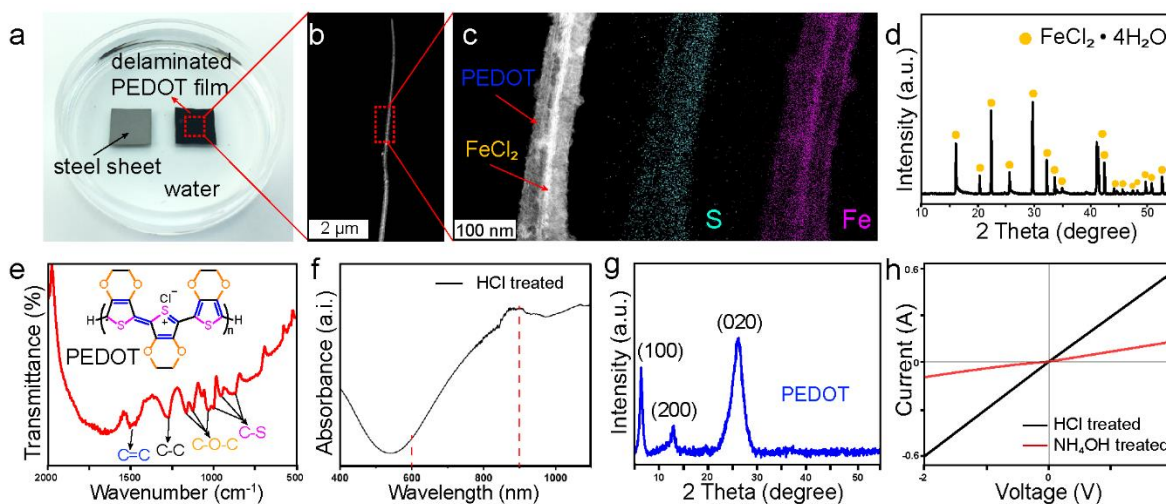 a
delaminated
PEDOT film
steel sheet
water
b
2 μm
c
PEDOT
FeCl₂
100 nm
S
Fe
d
FeCl₂ • 4H₂O
Intensity (a.u.)
10 20 30 40 50
2 Theta (degree)
e
Cl⁻
H
S
S
+
S
H
n
O O
O O
O O
PEDOT
C=C
C-C
C-O-C
C-S
Transmittance (%)
2000 1500 1000 500
Wavenumber (cm⁻¹)
f
HCl treated
Absorbance (a.i.)
400 600 800 1000
Wavelength (nm)
g
(100)
(200)
(020)
PEDOT
Intensity (a.u.)
10 20 30 40 50
2 Theta (degree)
h
0.6
0
-0.6
Current (A)
HCl treated
NH₄OH treated
-2 -1 0 1 2
Voltage (V)